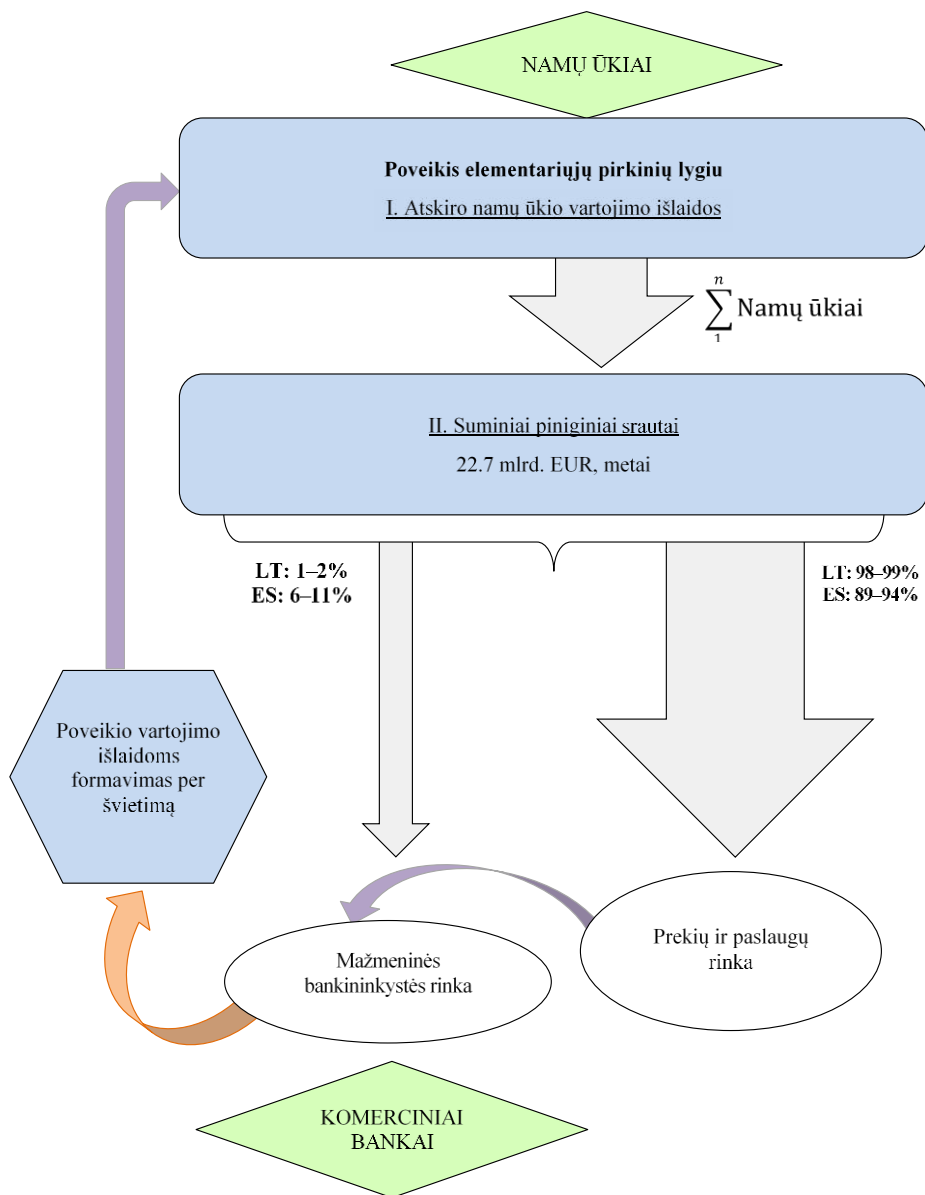 NAMŲ ŪKIAI
Poveikis elementariųjų pirkinių lygiu
I. Atskiro namų ūkio vartojimo išlaidos
n
∑ Namų ūkiai
1
II. Suminiai piniginiai srautai
22.7 mlrd. EUR, metai
LT: 1–2%
ES: 6–11%
LT: 98–99%
ES: 89–94%
Poveikio vartojimo
išlaidoms
formavimas per
švietimą
Prekių ir paslaugų
rinka
Mažmeninės
bankininkystės rinka
KOMERCINIAI
BANKAI